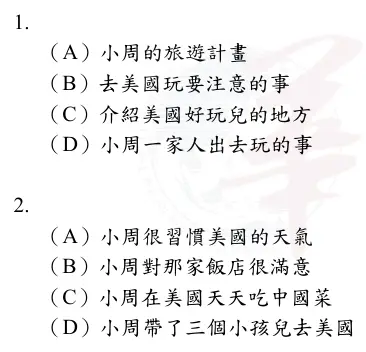 1.
（A）小周的旅遊計畫
（B）去美國玩要注意的事
（C）介紹美國好玩兒的地方
（D）小周一家人出去玩的事
2.
（A）小周很習慣美國的天氣
（B）小周對那家飯店很滿意
（C）小周在美國天天吃中國菜
（D）小周帶了三個小孩兒去美國